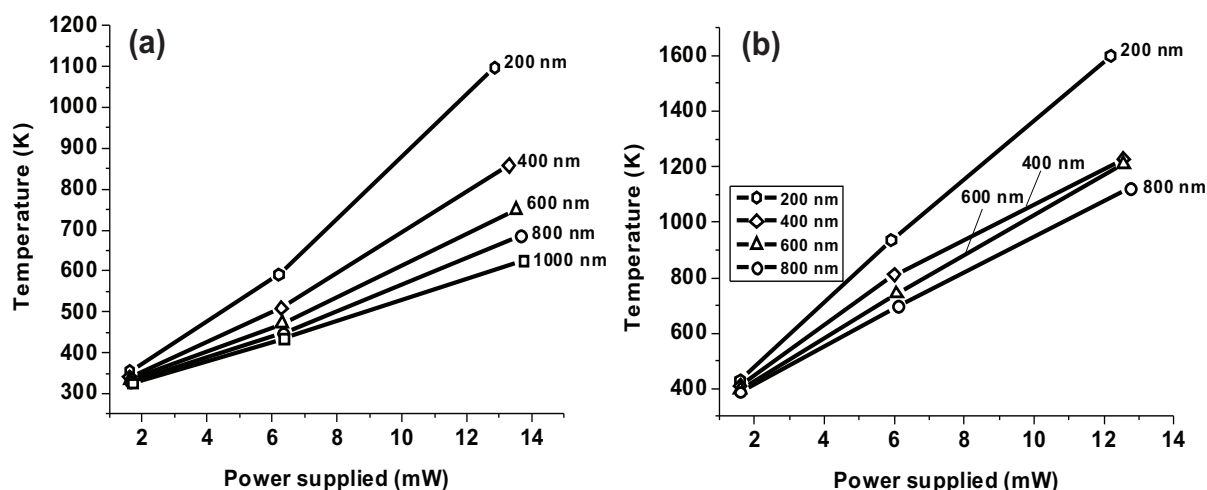 (a)
Temperature (K)
1200
1100
1000
900
800
700
600
500
400
300
200 nm
400 nm
600 nm
800 nm
1000 nm
2 4 6 8 10 12 14
Power supplied (mW)
(b)
Temperature (K)
1600
1400
1200
1000
800
600
400
200 nm
400 nm
600 nm
800 nm
200 nm
400 nm
600 nm
800 nm
2 4 6 8 10 12 14
Power supplied (mW)